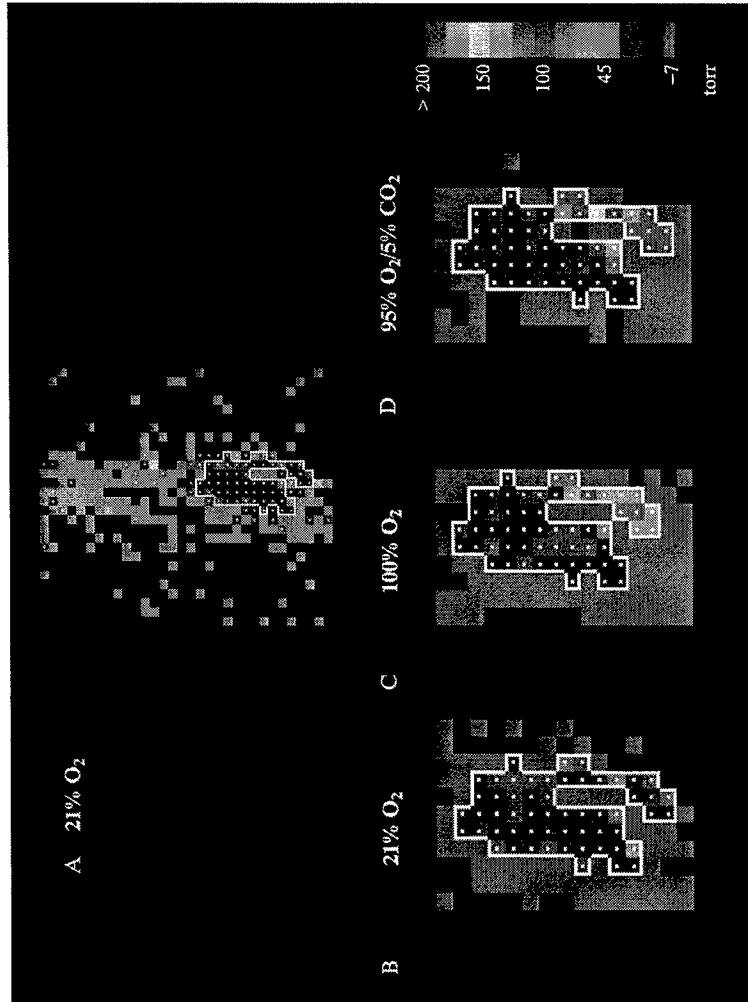 A 21% O₂
B 21% O₂
C 100% O₂
D 95% O₂/5% CO₂
> 200
150
100
45
−7
torr